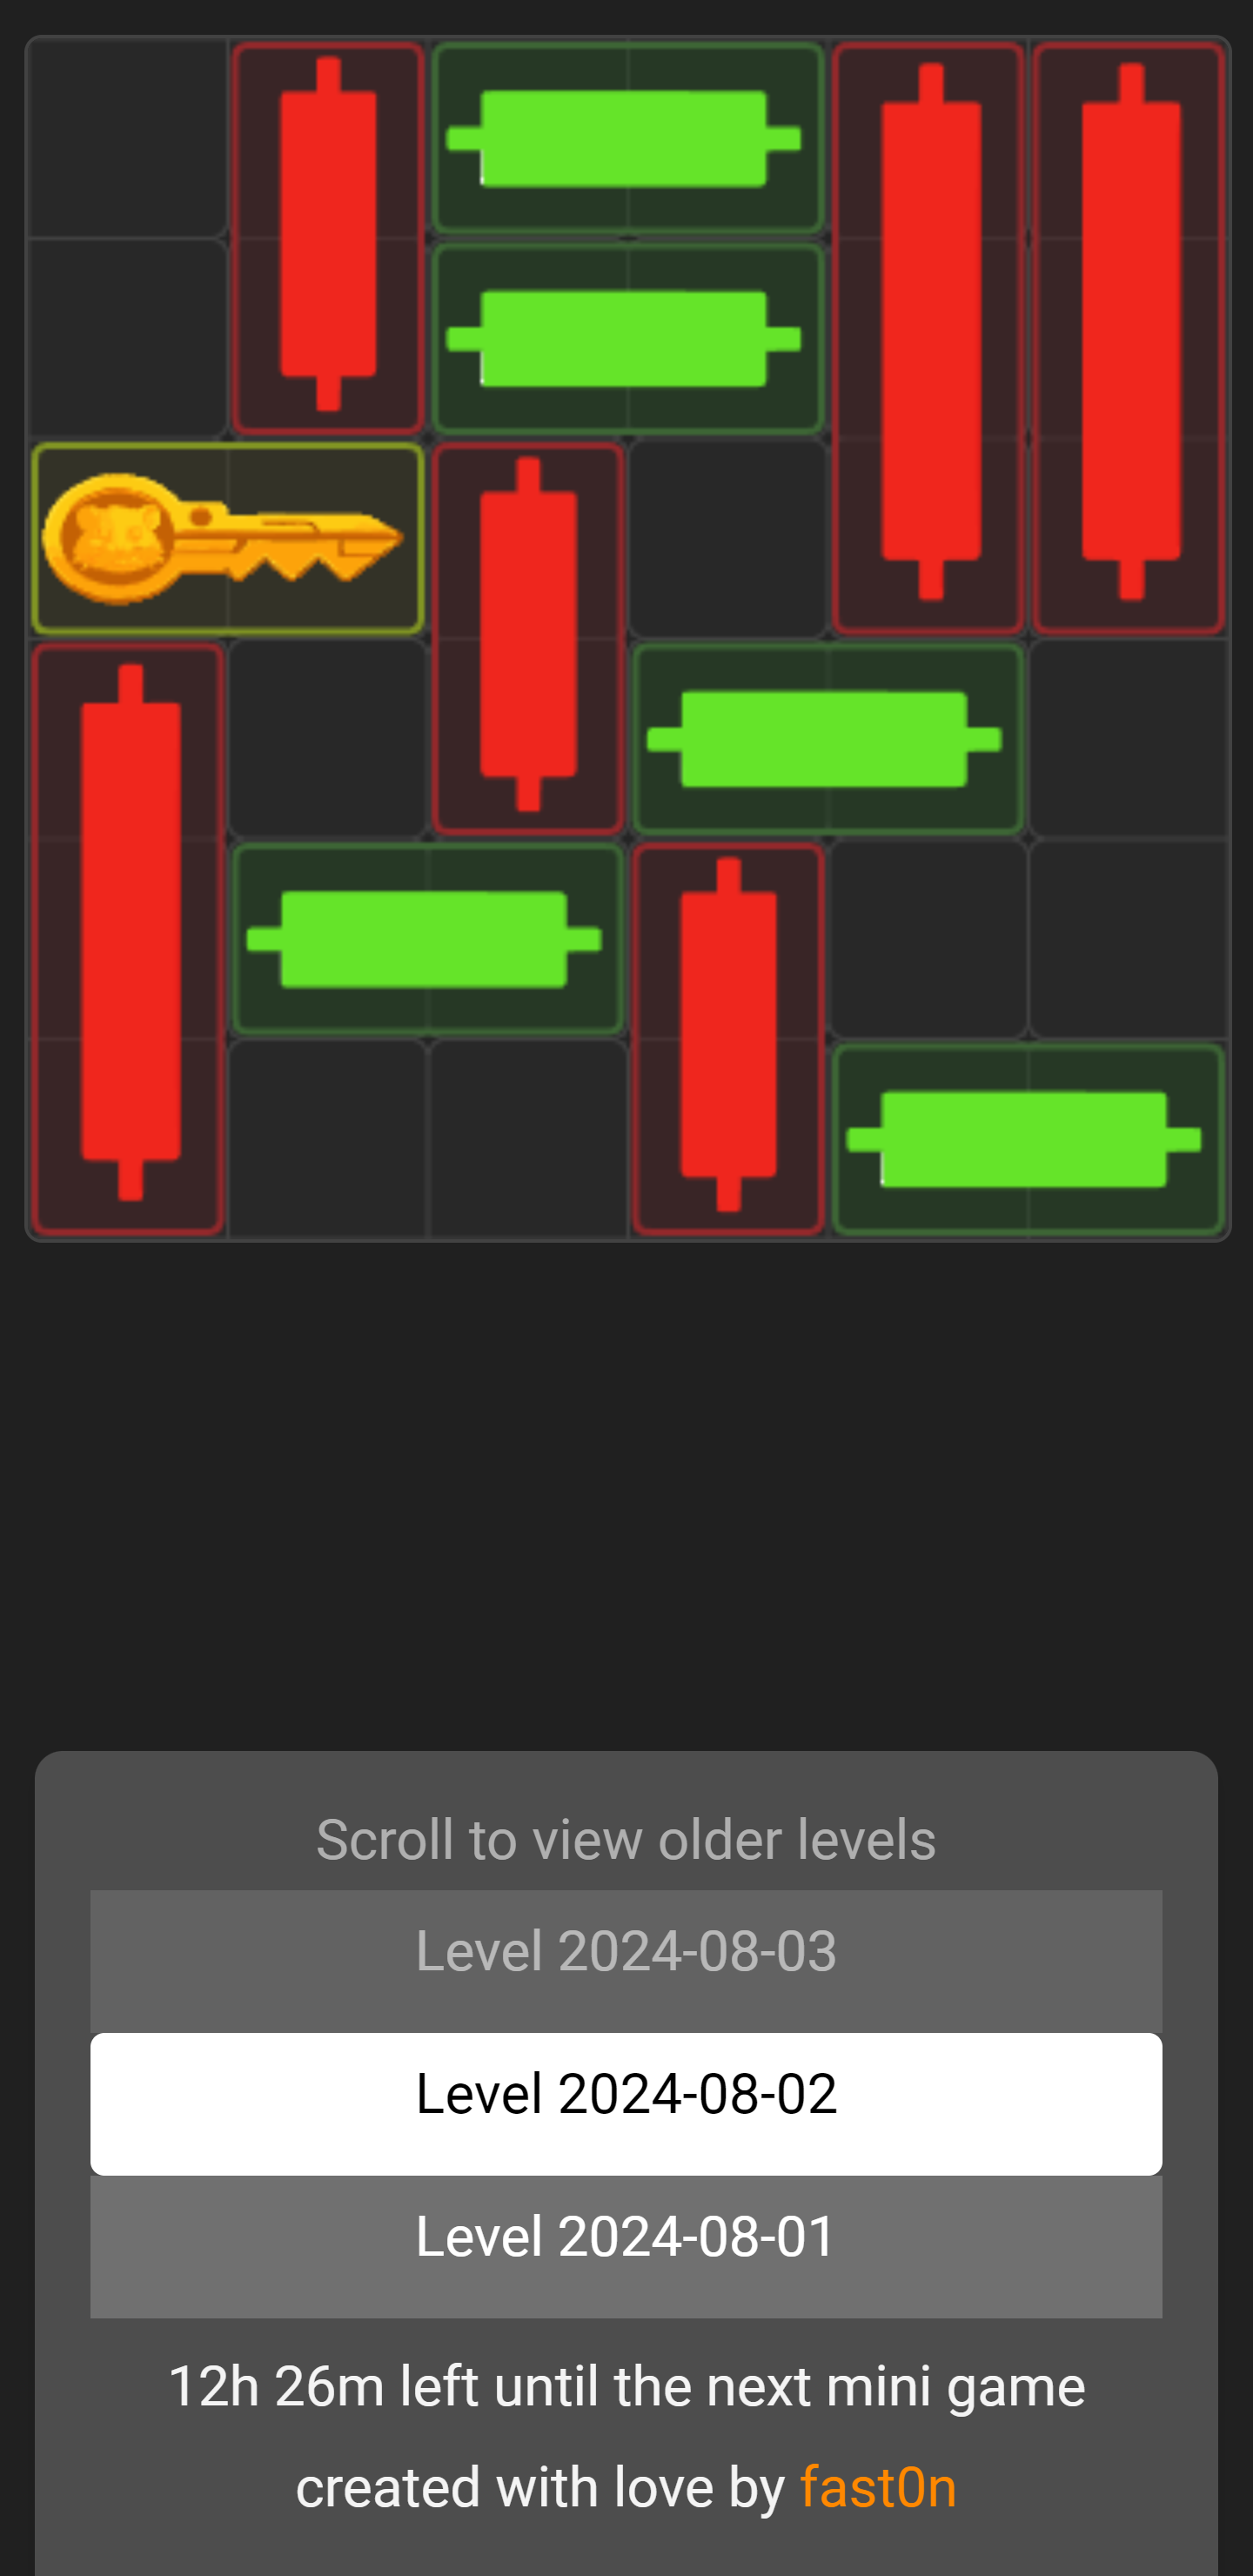 Scroll to view older levels
Level 2024-08-03
Level 2024-08-02
Level 2024-08-01
12h 26m left until the next mini game
created with love by fast0n